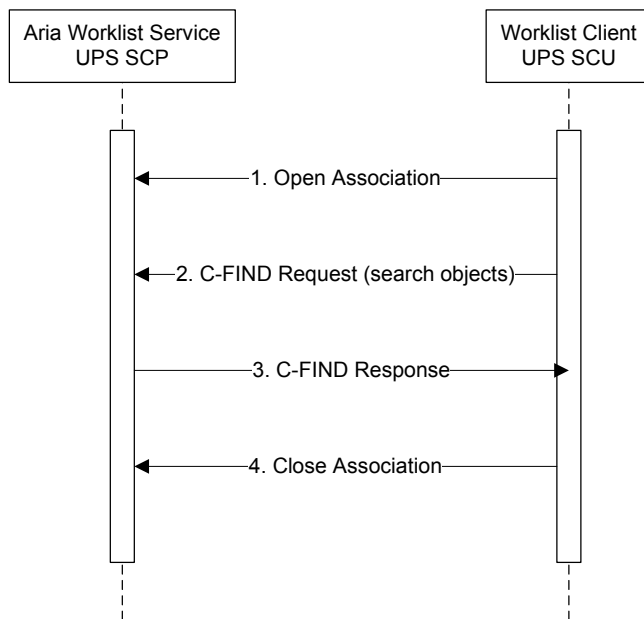 Aria Worklist Service
UPS SCP
Worklist Client
UPS SCU
1. Open Association
2. C-FIND Request (search objects)
3. C-FIND Response
4. Close Association